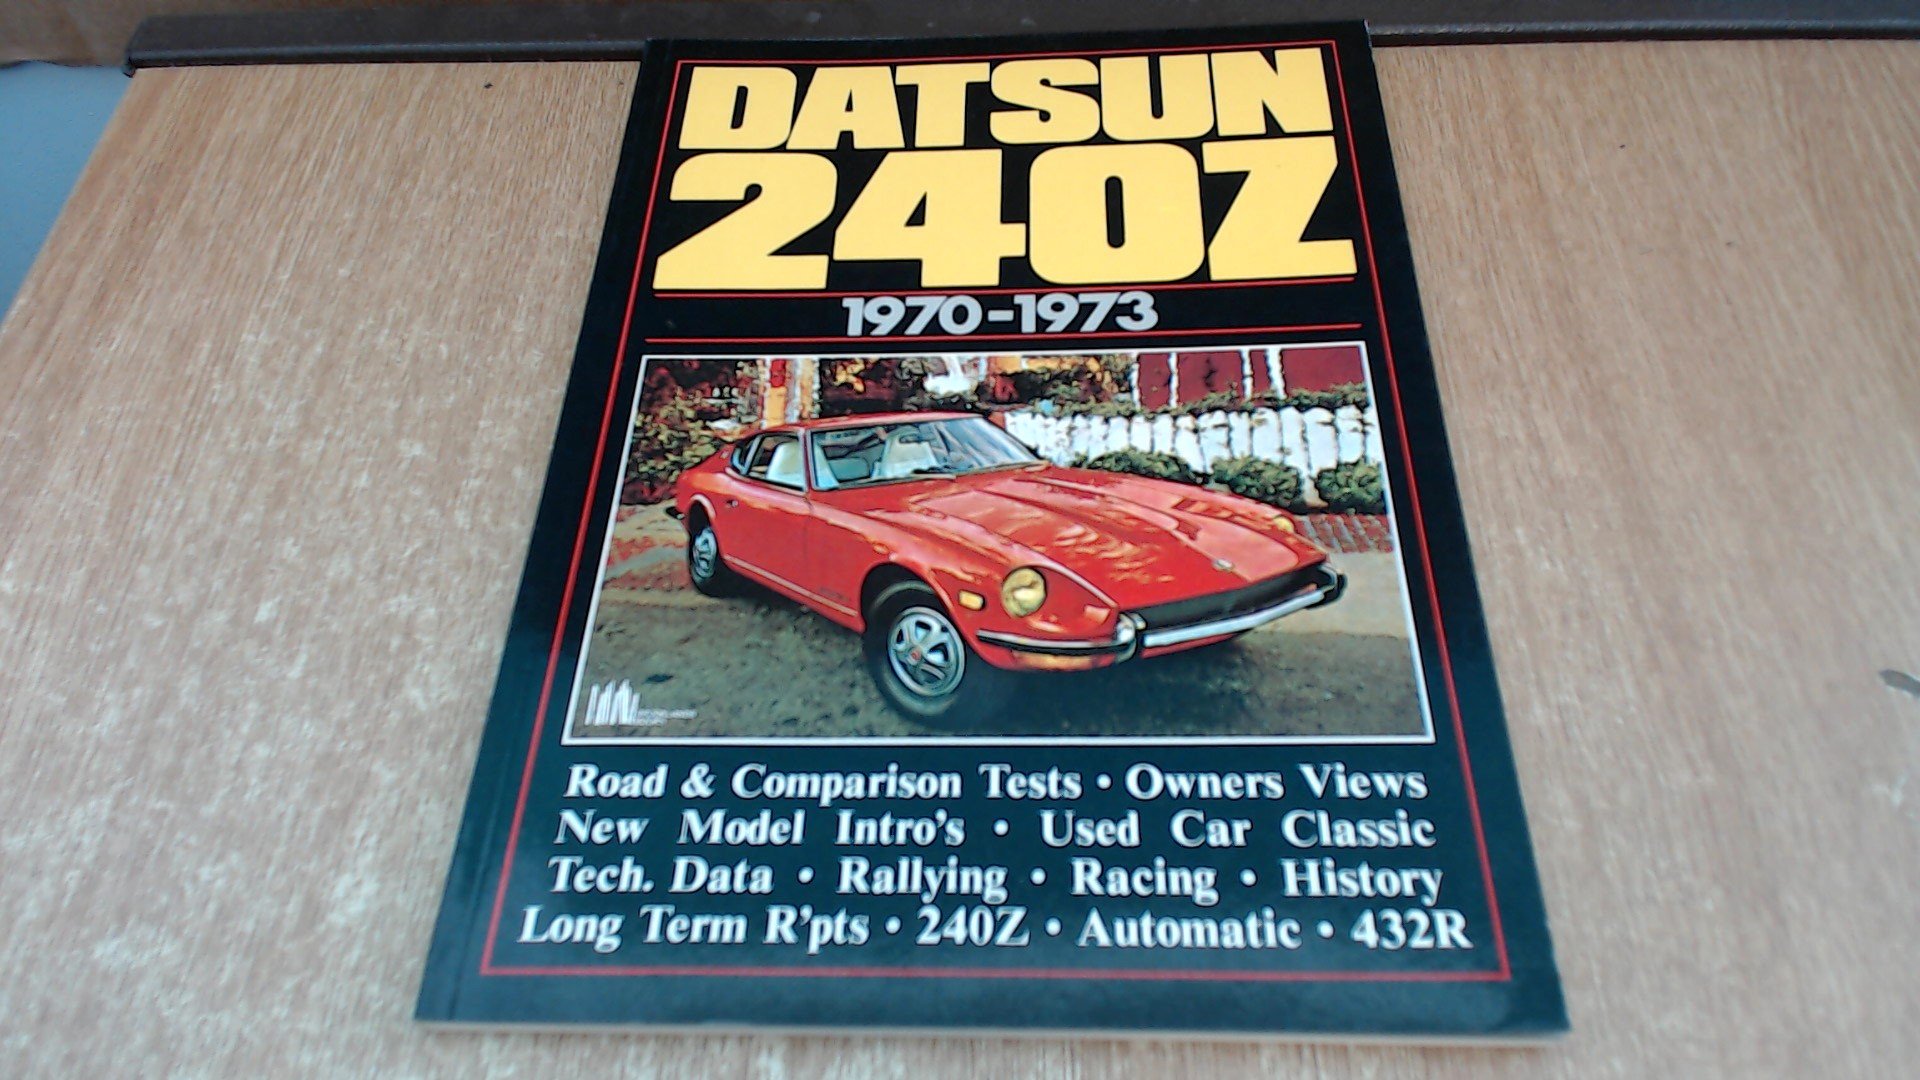 DATSUN
240Z
1970-1973
Road & Comparison Tests • Owners Views
New Model Intro's • Used Car Classic
Tech. Data • Rallying • Racing • History
Long Term R'pts • 240Z • Automatic • 432R